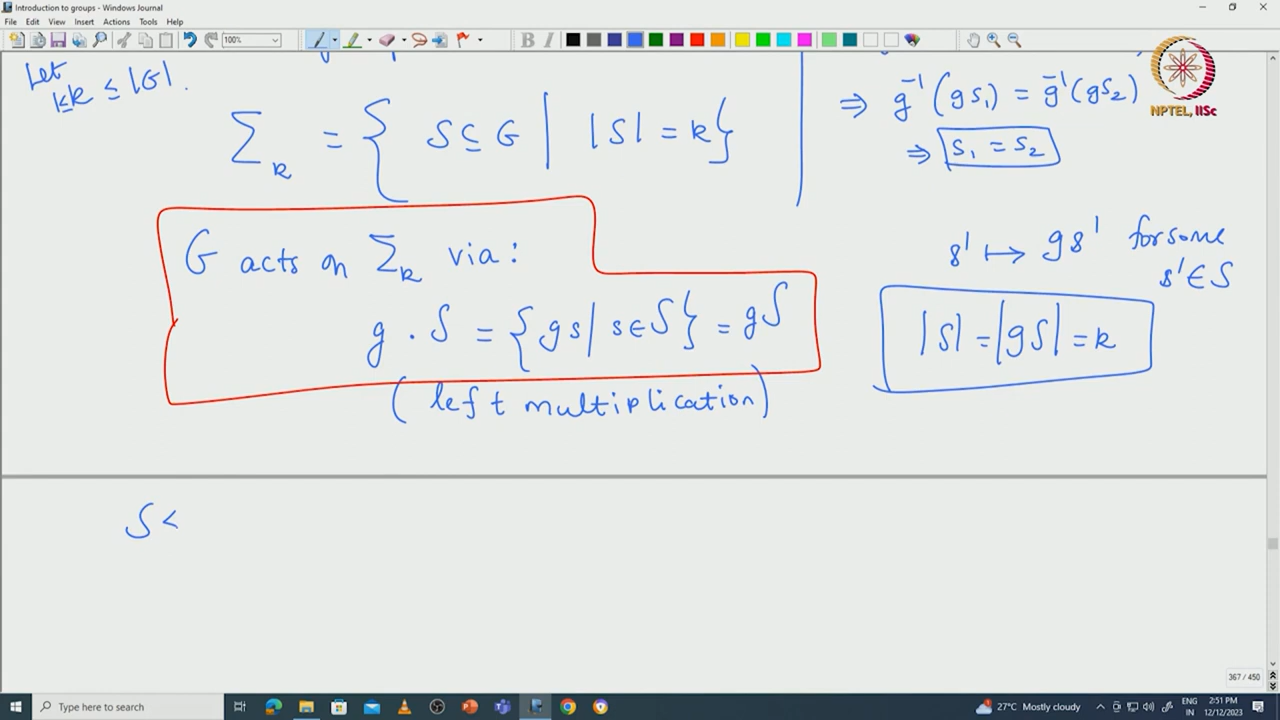 Introduction to groups - Windows Journal
File Edit View Insert Actions Tools Help
100%
B I
NPTEL, IISc
Let
1≤k ≤ |G|.
Σ_k = { S ⊆ G | |S| = k }
⇒ g⁻¹(gs₁) = g⁻¹(gs₂)
⇒ s₁ = s₂
G acts on Σ_k via:
g · S = { gs | s∈S } = gS
(left multiplication)
s' ↦ gs' for some
s' ∈ S
|S| = |gS| = k
S <
367 / 450
Type here to search
27°C Mostly cloudy
ENG
IN
2:51 PM
12/12/2023